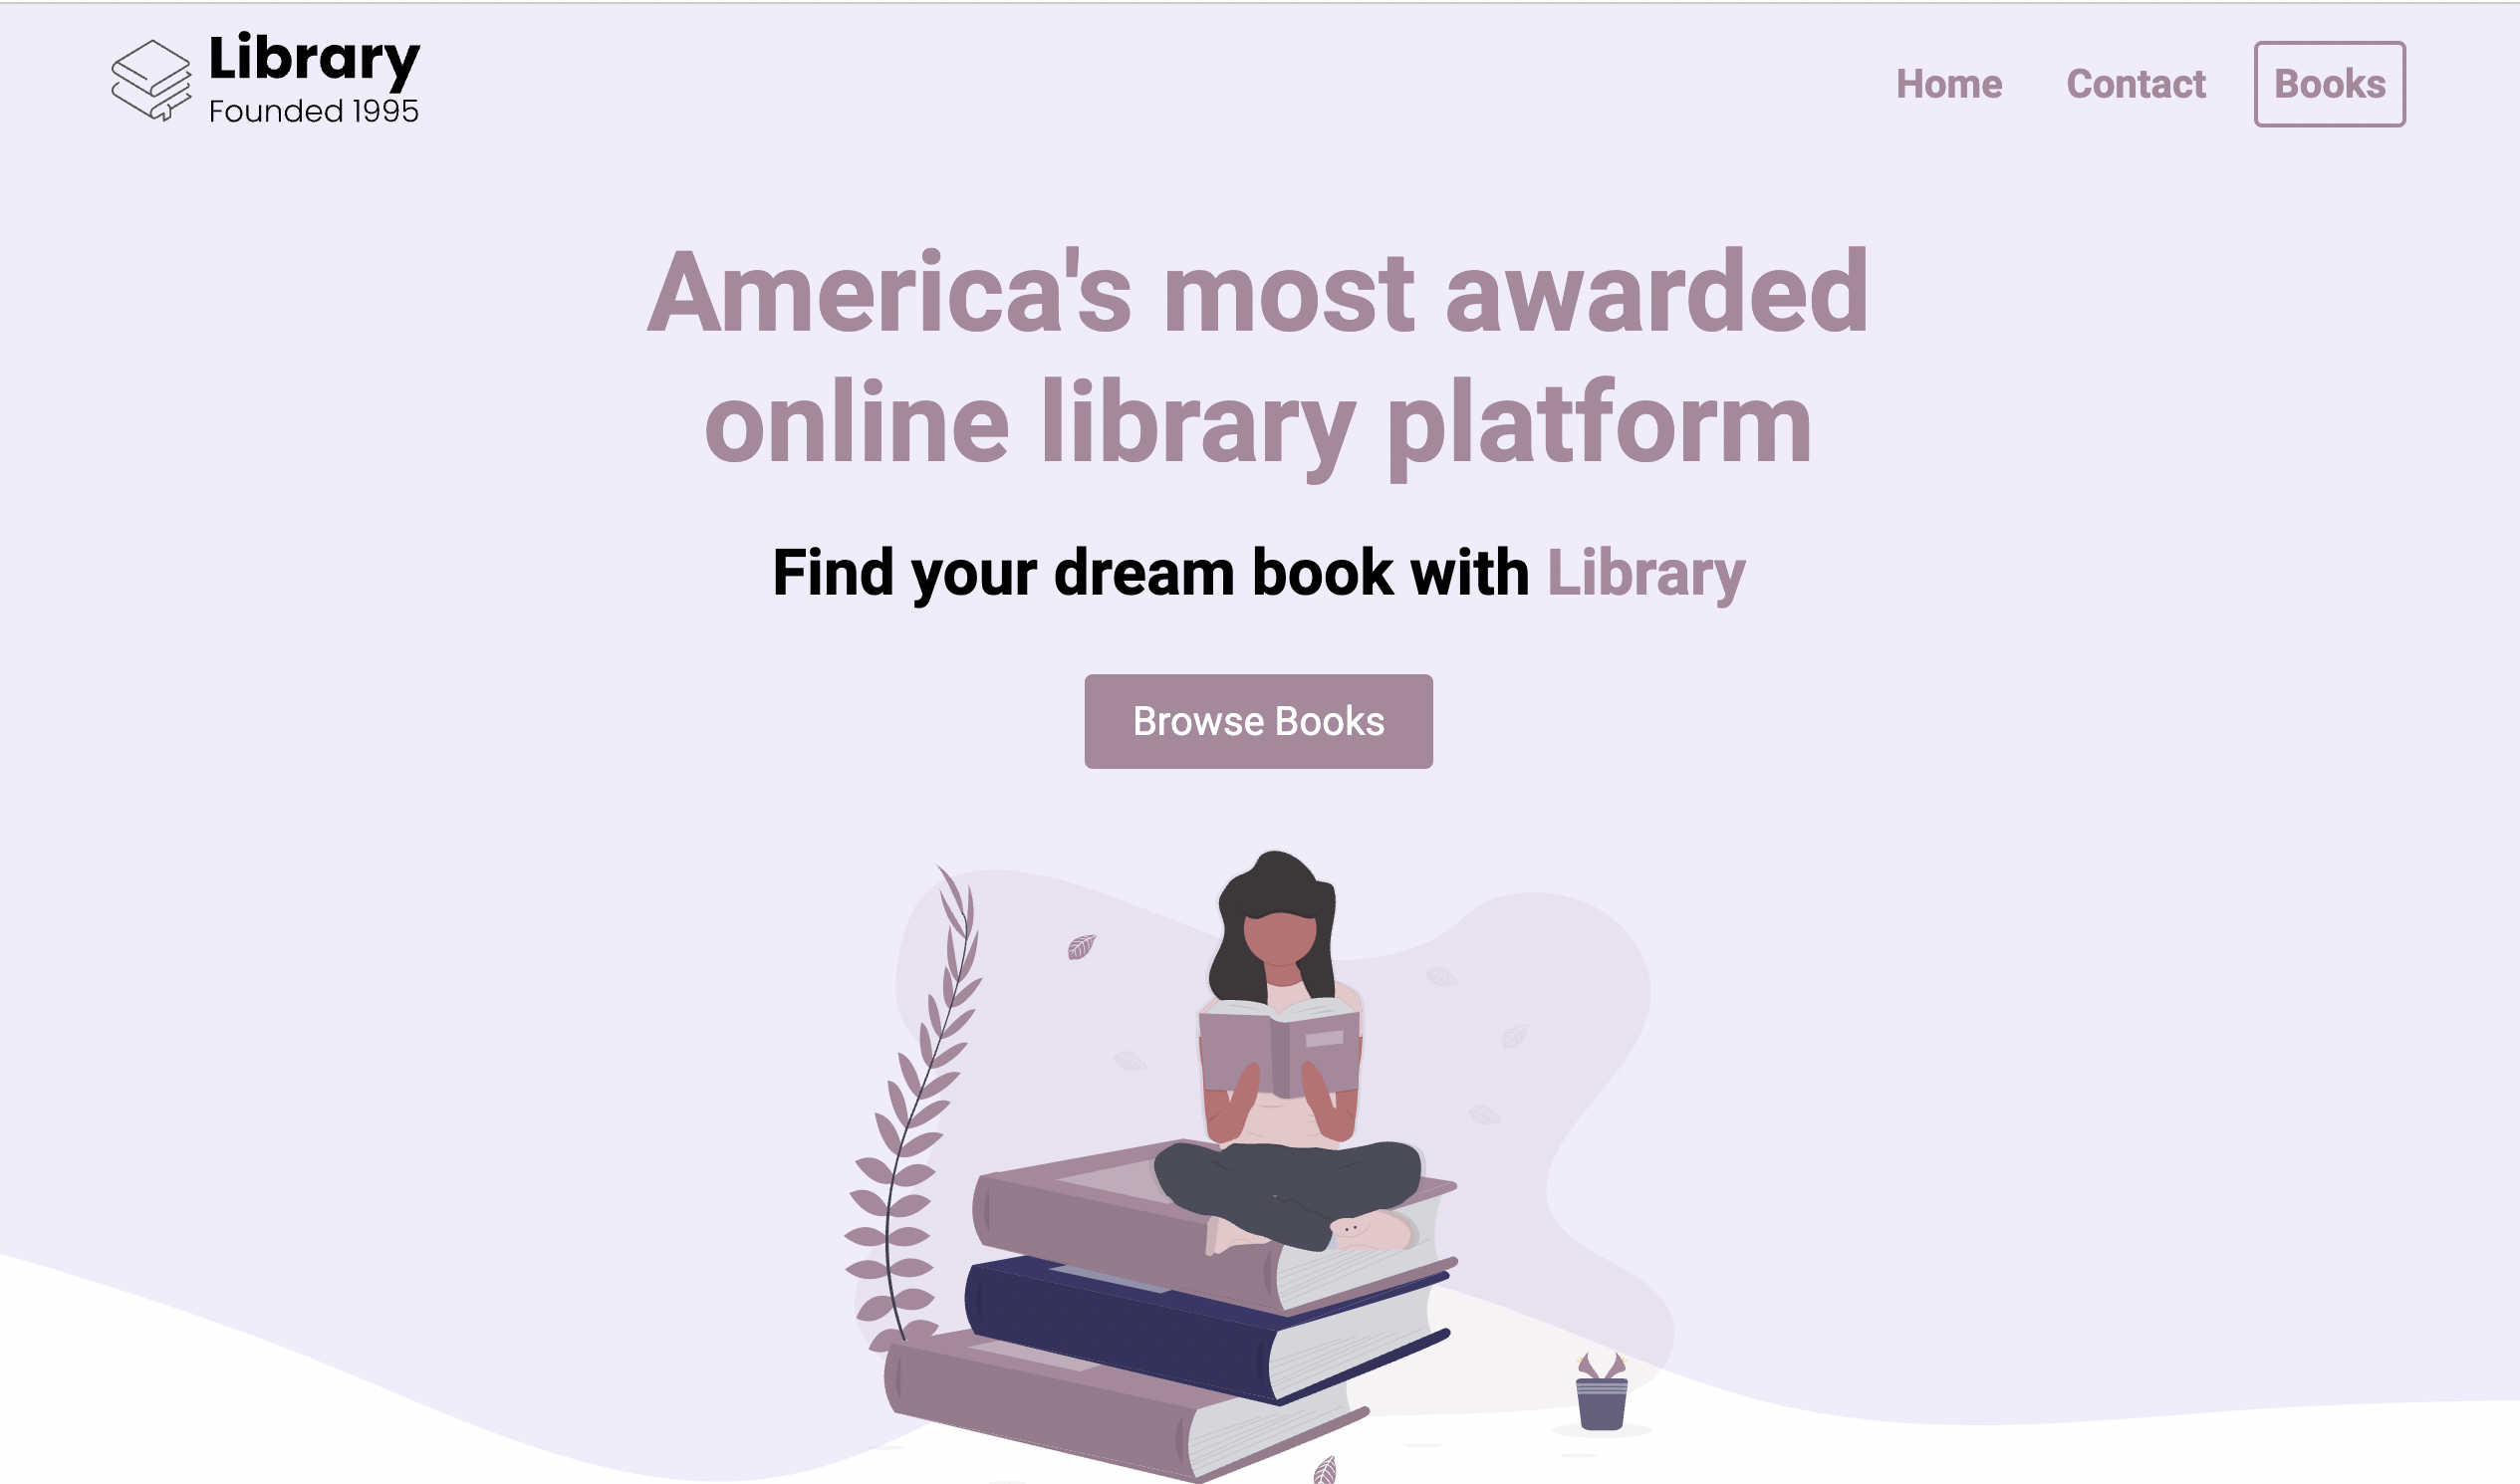 Library
Founded 1995
Home
Contact
Books
America's most awarded
online library platform
Find your dream book with Library
Browse Books